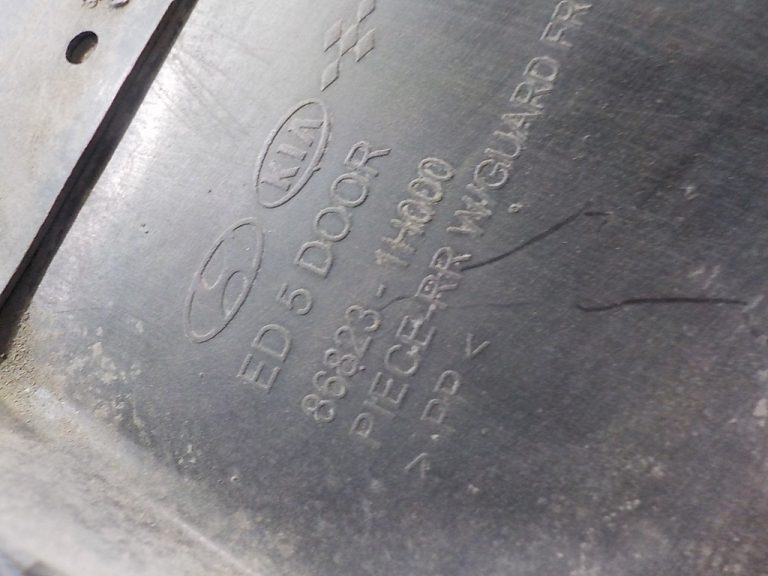 KIA
ED 5 DOOR
86823-1H000
PIECE-RR W/GUARD FR
>PP<